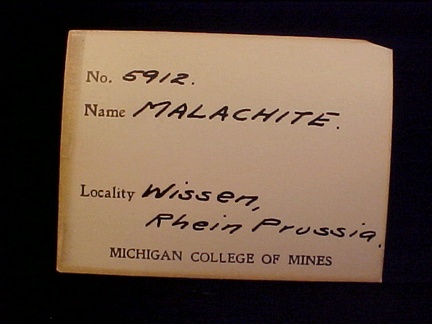 No. 5912.
Name MALACHITE.
Locality Wissen,
Rhein Prussia.
MICHIGAN COLLEGE OF MINES